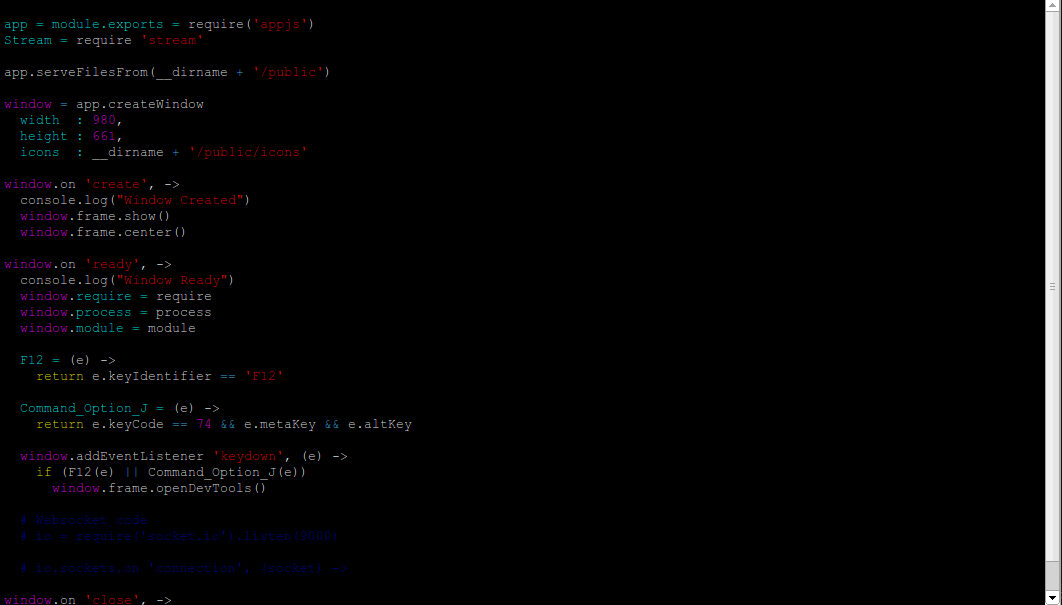 app = module.exports = require('appjs')
Stream = require 'stream'

app.serveFilesFrom(__dirname + '/public')

window = app.createWindow
  width  : 980,
  height : 661,
  icons  : __dirname + '/public/icons'

window.on 'create', ->
  console.log("Window Created")
  window.frame.show()
  window.frame.center()

window.on 'ready', ->
  console.log("Window Ready")
  window.require = require
  window.process = process
  window.module = module

  F12 = (e) ->
    return e.keyIdentifier == 'F12'

  Command_Option_J = (e) ->
    return e.keyCode == 74 && e.metaKey && e.altKey

  window.addEventListener 'keydown', (e) ->
    if (F12(e) || Command_Option_J(e))
      window.frame.openDevTools()

  # Websocket code
  # io = require('socket.io').listen(9000)

  # io.sockets.on 'connection', (socket) ->

window.on 'close', ->